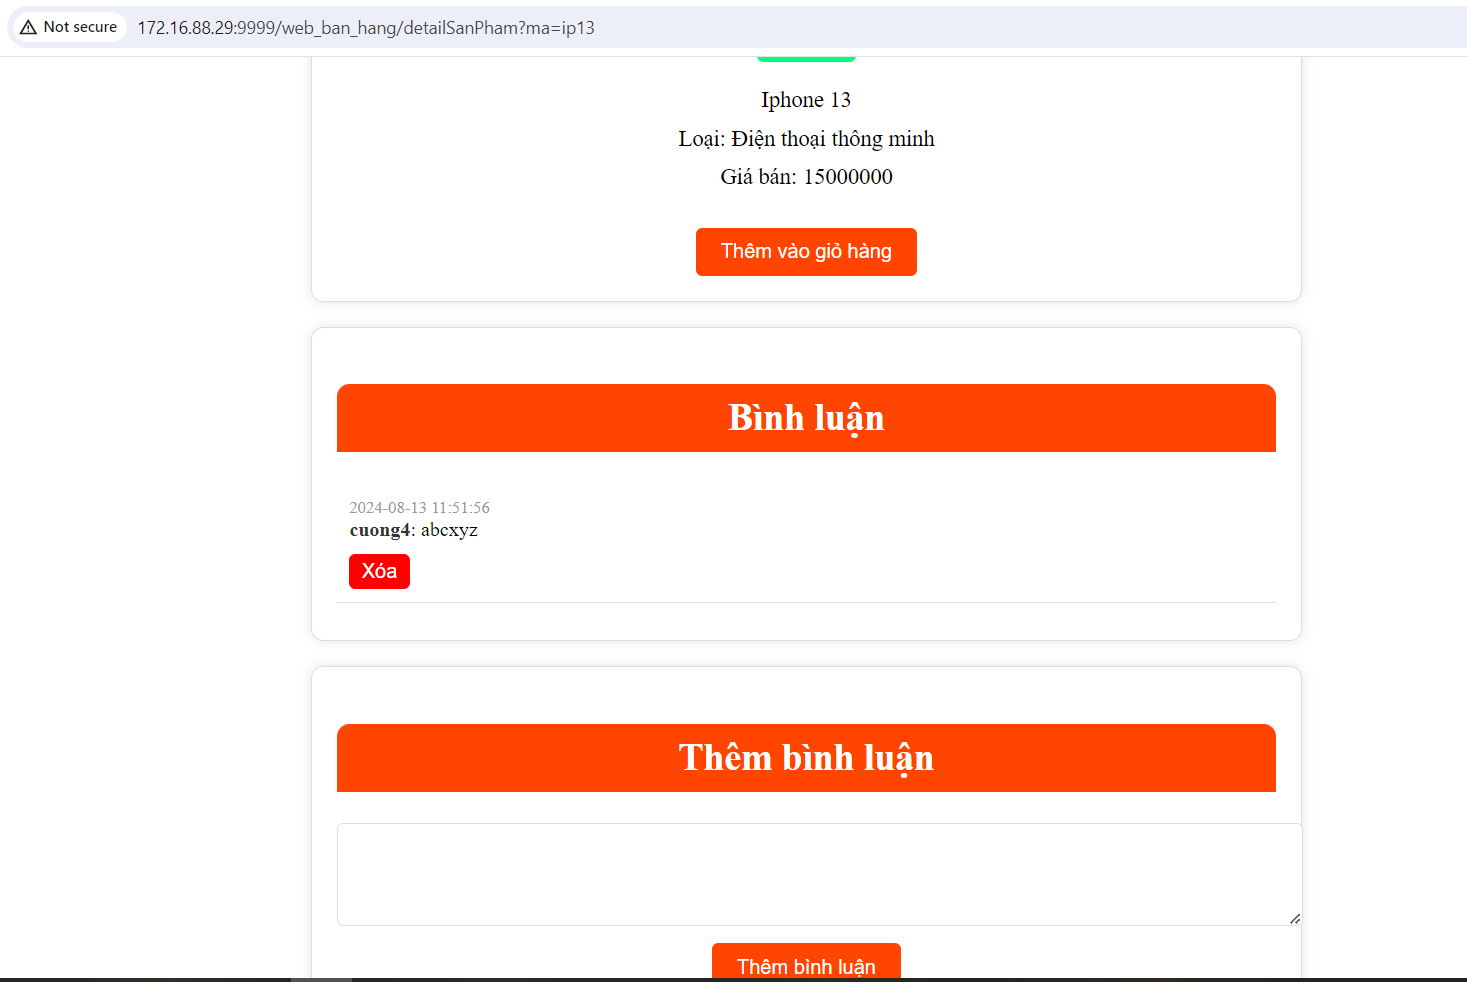 Not secure 172.16.88.29:9999/web_ban_hang/detailSanPham?ma=ip13
Iphone 13
Loại: Điện thoại thông minh
Giá bán: 15000000
Thêm vào giỏ hàng
Bình luận
2024-08-13 11:51:56
cuong4: abcxyz
Xóa
Thêm bình luận
Thêm bình luận